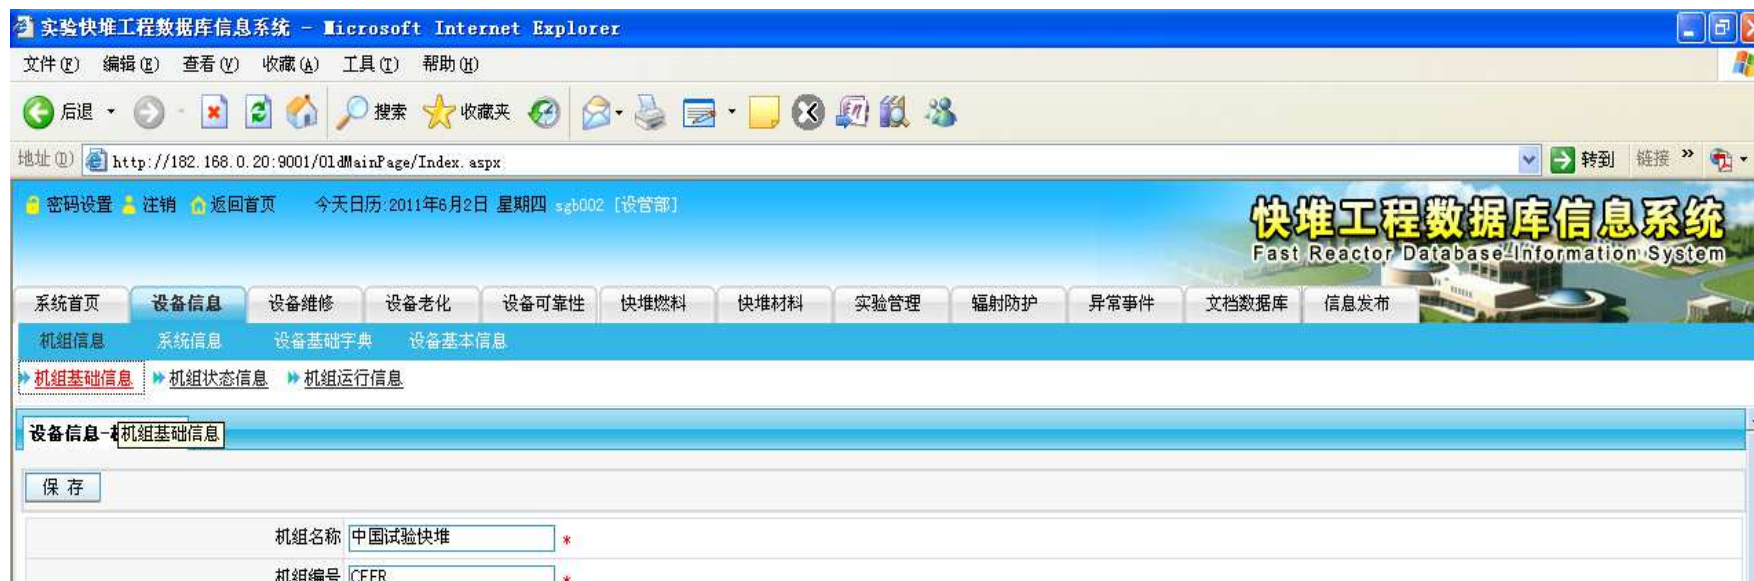 实验快堆工程数据库信息系统 - Microsoft Internet Explorer
文件(F) 编辑(E) 查看(V) 收藏(A) 工具(T) 帮助(H)
后退 搜索 收藏夹
地址(D) http://182.168.0.20:9001/OldMainPage/Index.aspx 转到 链接 »
密码设置 注销 返回首页 今天日历:2011年6月2日 星期四 sgb002 [设管部]
快堆工程数据库信息系统
Fast Reactor Database Information System
系统首页 设备信息 设备维修 设备老化 设备可靠性 快堆燃料 快堆材料 实验管理 辐射防护 异常事件 文档数据库 信息发布
机组信息 系统信息 设备基础字典 设备基本信息
机组基础信息 机组状态信息 机组运行信息
设备信息- 机组基础信息
保 存
机组名称 中国试验快堆 *
机组编号 CEFR *